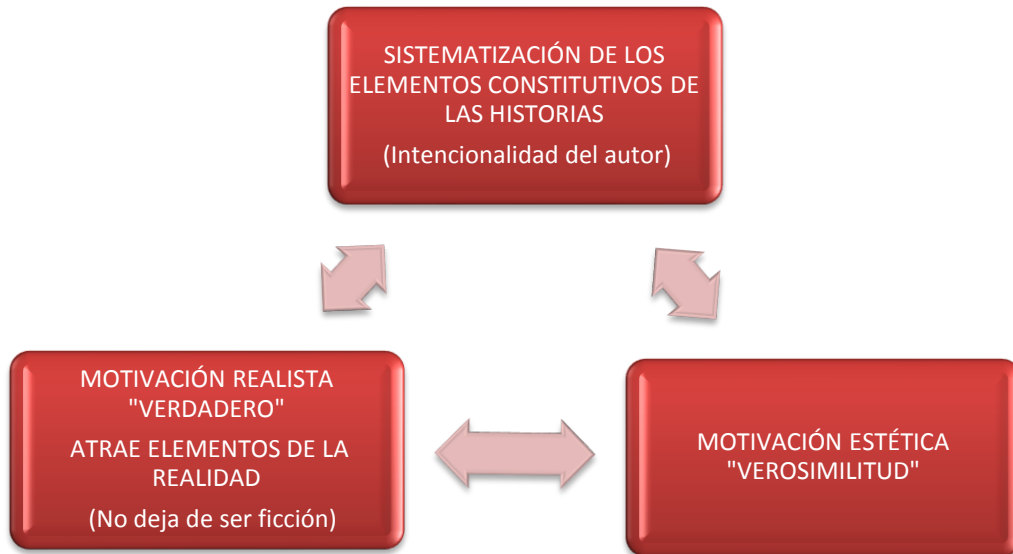 SISTEMATIZACIÓN DE LOS
ELEMENTOS CONSTITUTIVOS DE
LAS HISTORIAS
(Intencionalidad del autor)
MOTIVACIÓN REALISTA
"VERDADERO"
ATRAE ELEMENTOS DE LA
REALIDAD
(No deja de ser ficción)
MOTIVACIÓN ESTÉTICA
"VEROSIMILITUD"